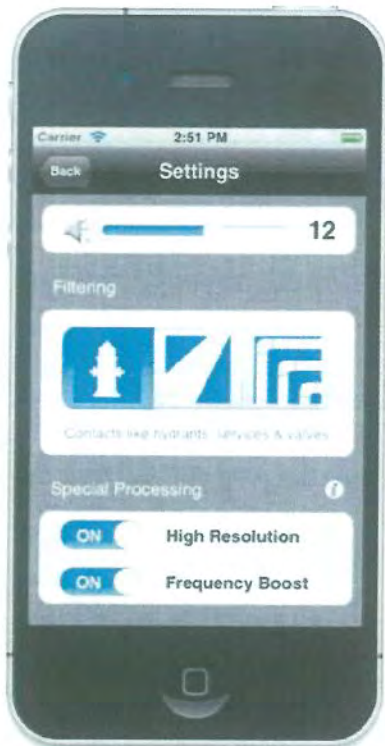 Carrier 2:51 PM
Back Settings
12
Filtering
Contacts like hydrants, services & valves
Special Processing i
ON High Resolution
ON Frequency Boost